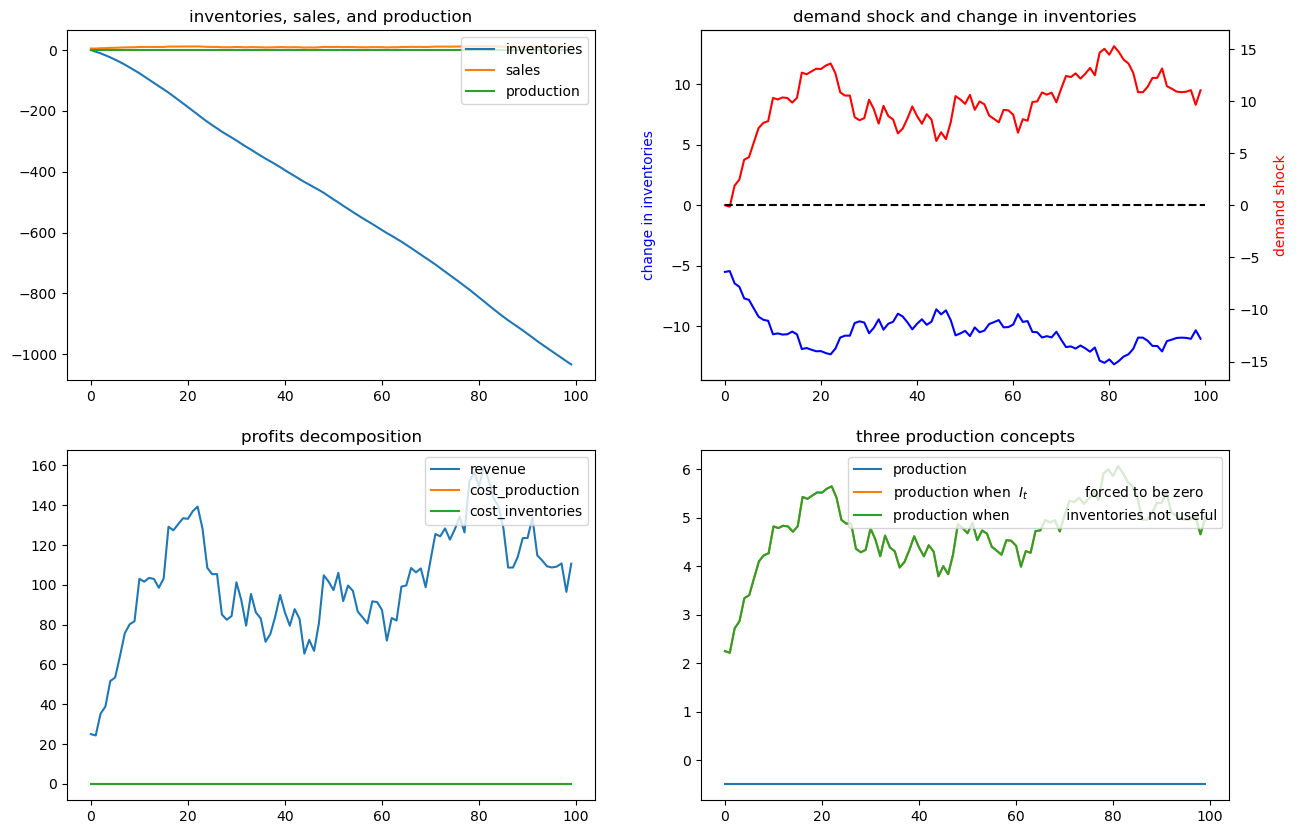 inventories, sales, and production
inventories
sales
production
0
−200
−400
−600
−800
−1000
0 20 40 60 80 100
demand shock and change in inventories
change in inventories
10
5
0
−5
−10
15
10
5
0
−5
−10
−15
demand shock
0 20 40 60 80 100
profits decomposition
revenue
cost_production
cost_inventories
160
140
120
100
80
60
40
20
0
0 20 40 60 80 100
three production concepts
production
production when I_t forced to be zero
production when inventories not useful
6
5
4
3
2
1
0
0 20 40 60 80 100